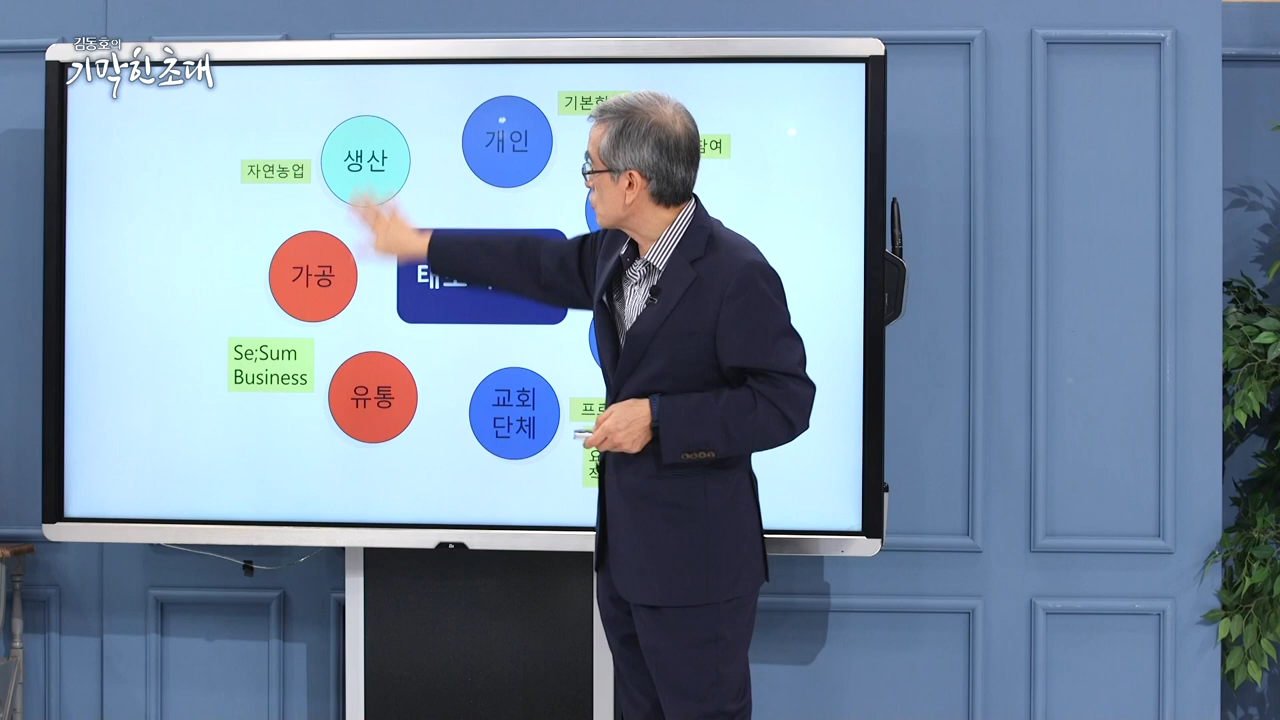 김동호의
기막힌초대
기본
생산
개인
참여
자연농업
가공
Se;Sum
Business
유통
교회
단체